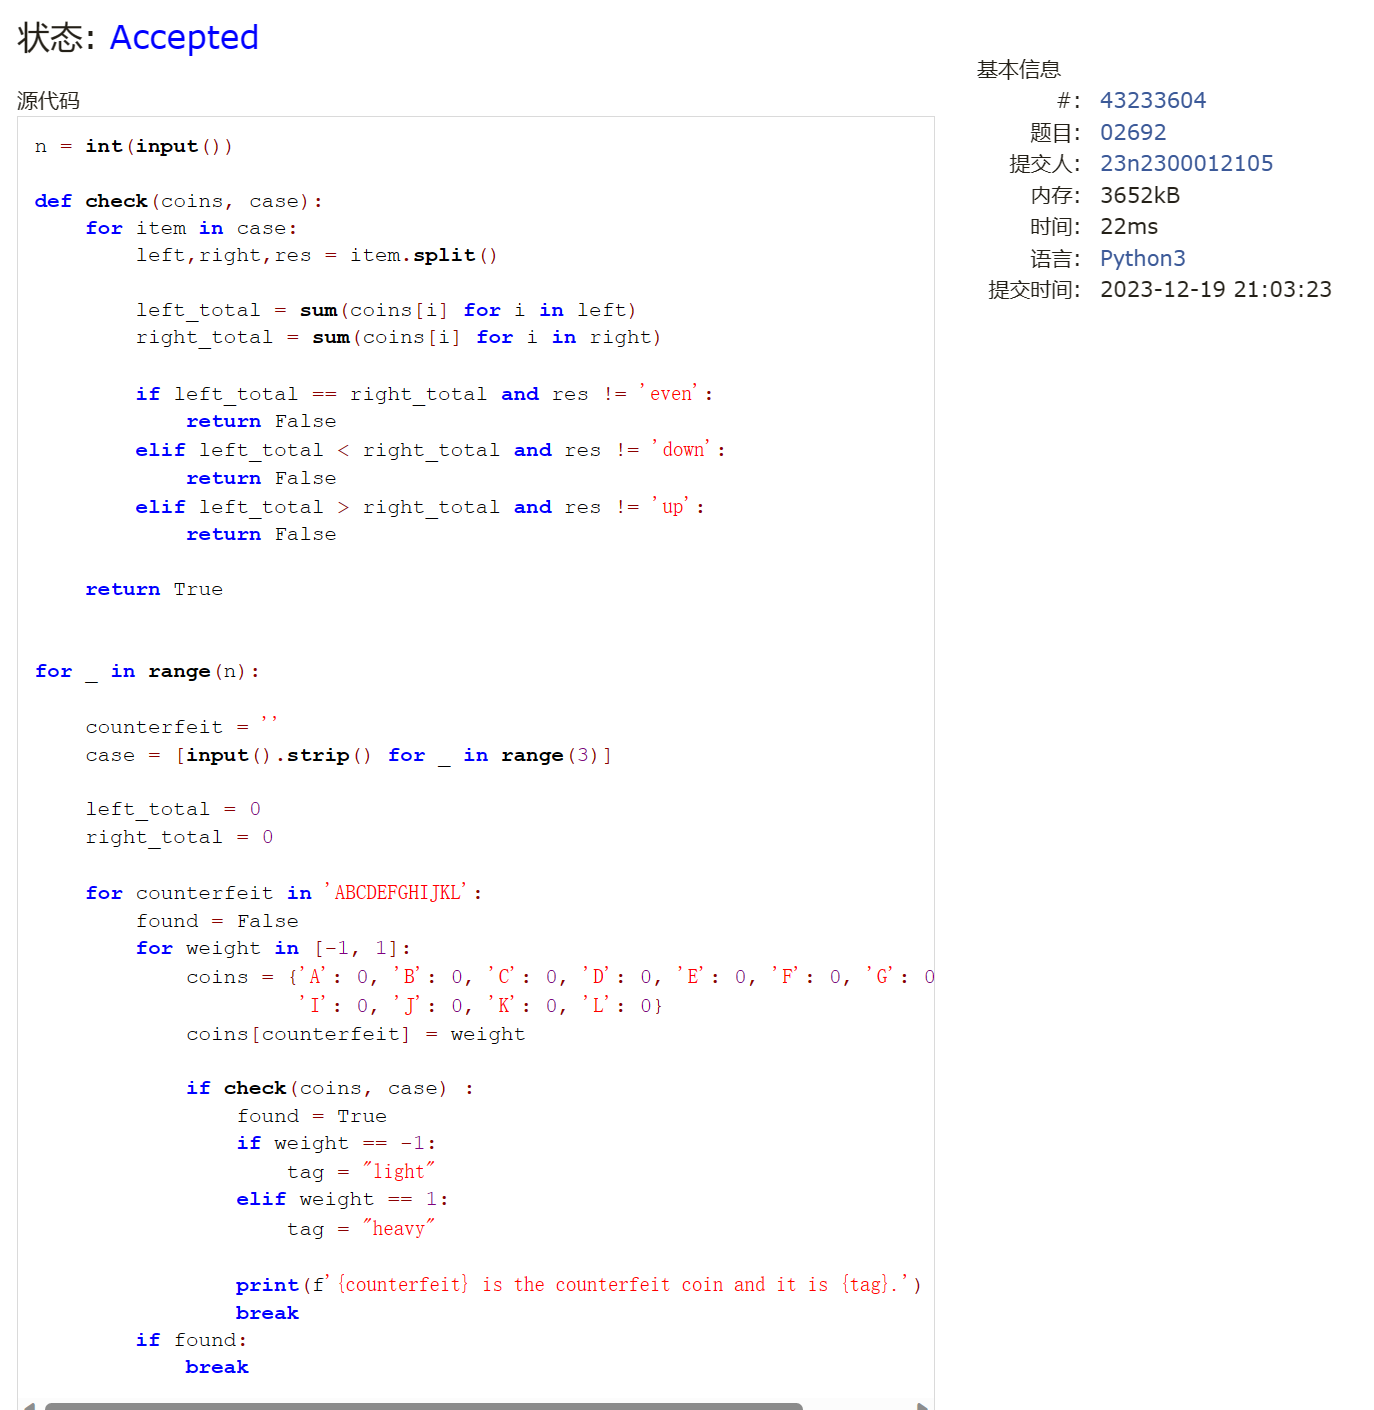 状态: Accepted
源代码
n = int(input())
def check(coins, case):
    for item in case:
        left,right,res = item.split()
        left_total = sum(coins[i] for i in left)
        right_total = sum(coins[i] for i in right)
        if left_total == right_total and res != 'even':
            return False
        elif left_total < right_total and res != 'down':
            return False
        elif left_total > right_total and res != 'up':
            return False
    return True
for _ in range(n):
    counterfeit = ''
    case = [input().strip() for _ in range(3)]
    left_total = 0
    right_total = 0
    for counterfeit in 'ABCDEFGHIJKL':
        found = False
        for weight in [-1, 1]:
            coins = {'A': 0, 'B': 0, 'C': 0, 'D': 0, 'E': 0, 'F': 0, 'G': 0
                     'I': 0, 'J': 0, 'K': 0, 'L': 0}
            coins[counterfeit] = weight
            if check(coins, case) :
                found = True
                if weight == -1:
                    tag = "light"
                elif weight == 1:
                    tag = "heavy"
                print(f'{counterfeit} is the counterfeit coin and it is {tag}.')
                break
        if found:
            break
基本信息
#: 43233604
题目: 02692
提交人: 23n2300012105
内存: 3652kB
时间: 22ms
语言: Python3
提交时间: 2023-12-19 21:03:23